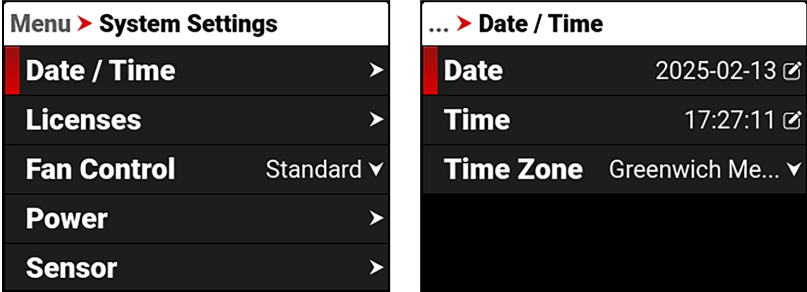 Menu ➤ System Settings
Date / Time
Licenses
Fan Control Standard
Power
Sensor
... ➤ Date / Time
Date 2025-02-13
Time 17:27:11
Time Zone Greenwich Me...